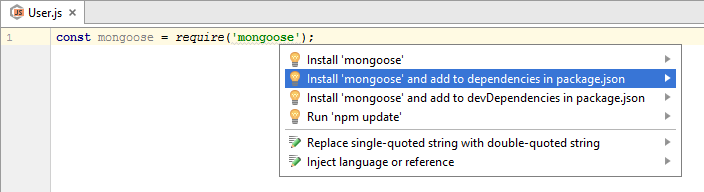 User.js
1 const mongoose = require('mongoose');
Install 'mongoose'
Install 'mongoose' and add to dependencies in package.json
Install 'mongoose' and add to devDependencies in package.json
Run 'npm update'
Replace single-quoted string with double-quoted string
Inject language or reference